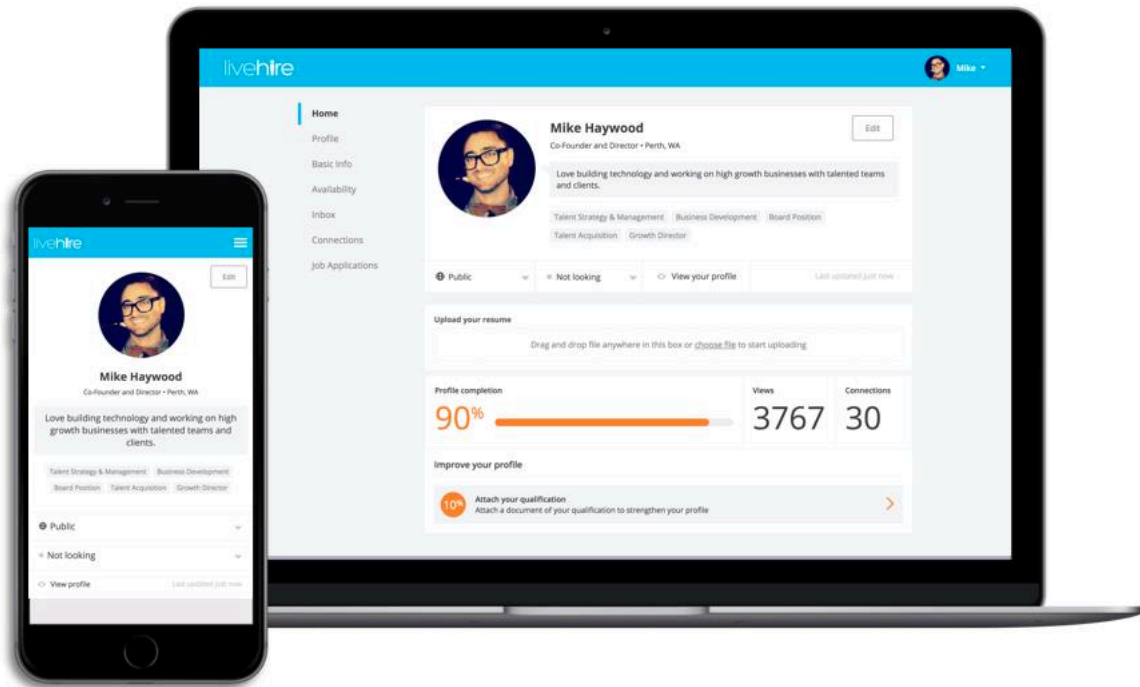 livehire
Mike
Home
Profile
Basic Info
Availability
Inbox
Connections
Job Applications
Mike Haywood
Edit
Co-Founder and Director • Perth, WA
Love building technology and working on high growth businesses with talented teams
and clients.
Talent Strategy & Management Business Development Board Position
Talent Acquisition Growth Director
Public Not looking View your profile Last updated just now
Upload your resume
Drag and drop file anywhere in this box or choose file to start uploading
Profile completion Views Connections
90% 3767 30
Improve your profile
10% Attach your qualification
Attach a document of your qualification to strengthen your profile
livehire
Edit
Mike Haywood
Co-Founder and Director • Perth, WA
Love building technology and working on high
growth businesses with talented teams and
clients.
Talent Strategy & Management Business Development
Board Position Talent Acquisition Growth Director
Public
Not looking
View profile Last updated just now